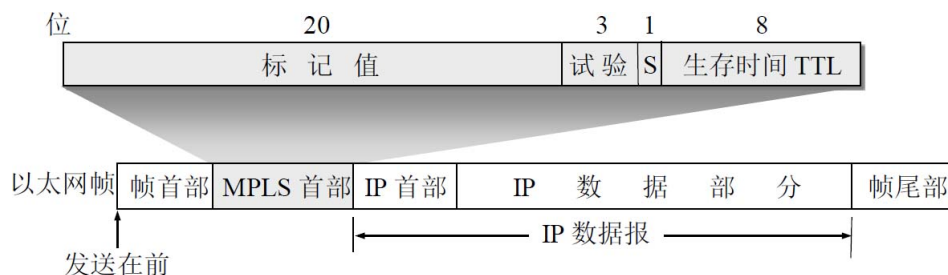 位 20 3 1 8
标记值 试验 S 生存时间 TTL
以太网帧 帧首部 MPLS 首部 IP 首部 IP 数据部分 帧尾部
IP 数据报
发送在前